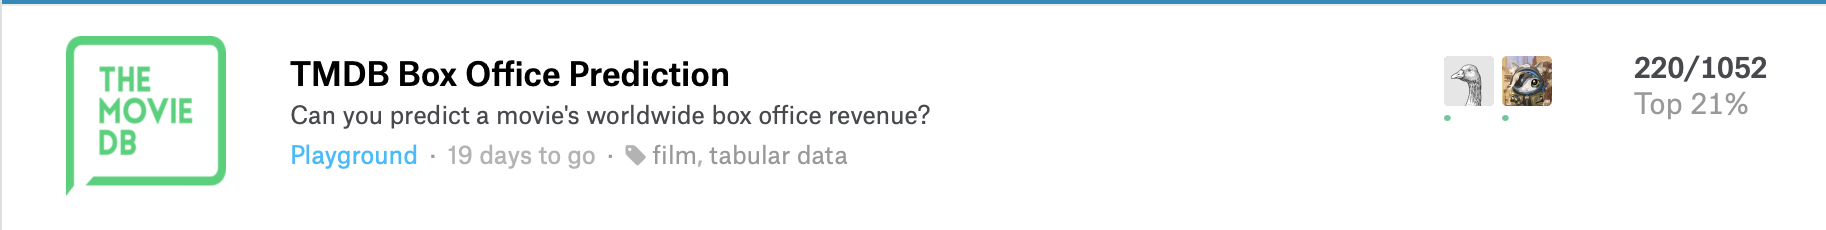 THE
MOVIE
DB
TMDB Box Office Prediction
Can you predict a movie's worldwide box office revenue?
Playground · 19 days to go · film, tabular data
220/1052
Top 21%